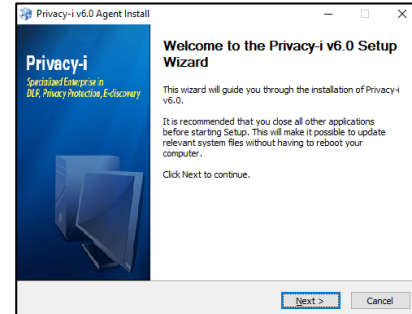 Privacy-i v6.0 Agent Install
Privacy-i
Specialized Enterprise in
DLP, Privacy Protection, E-discovery
Welcome to the Privacy-i v6.0 Setup
Wizard
This wizard will guide you through the installation of Privacy-i
v6.0.
It is recommended that you close all other applications
before starting Setup. This will make it possible to update
relevant system files without having to reboot your
computer.
Click Next to continue.
Next >
Cancel